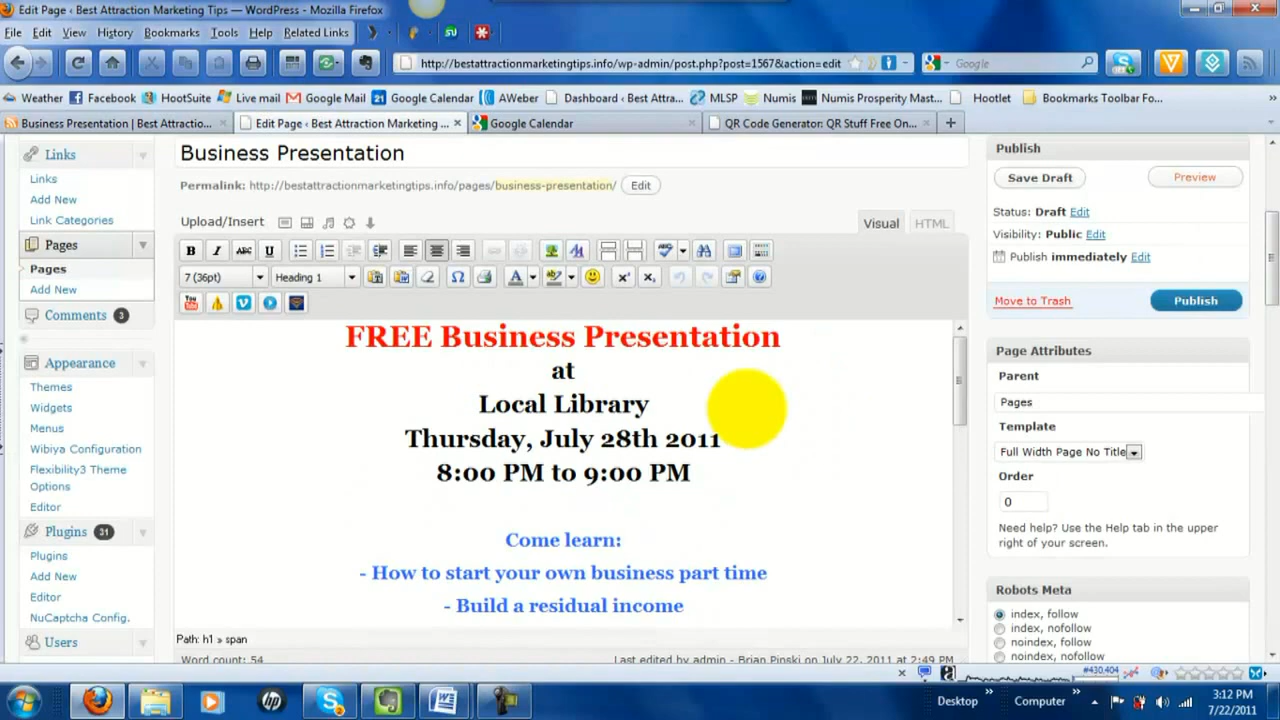 Edit Page ‹ Best Attraction Marketing Tips — WordPress - Mozilla Firefox
File Edit View History Bookmarks Tools Help Related Links
http://bestattractionmarketingtips.info/wp-admin/post.php?post=1567&action=edit
Google
Weather Facebook HootSuite Live mail Google Mail 21 Google Calendar AWeber Dashboard ‹ Best Attra... MLSP Numis Numis Prosperity Mast... Hootlet Bookmarks Toolbar Fo...
Business Presentation | Best Attractio... Edit Page ‹ Best Attraction Marketing ... Google Calendar QR Code Generator: QR Stuff Free On...
Links
Links
Add New
Link Categories
Pages
Pages
Add New
Comments 3
Appearance
Themes
Widgets
Menus
Wibiya Configuration
Flexibility3 Theme
Options
Editor
Plugins 31
Plugins
Add New
Editor
NuCaptcha Config.
Users
Business Presentation
Permalink: http://bestattractionmarketingtips.info/pages/business-presentation/ Edit
Upload/Insert
Visual HTML
B I ABC U
7 (36pt) Heading 1
You Tube
FREE Business Presentation
at
Local Library
Thursday, July 28th 2011
8:00 PM to 9:00 PM
Come learn:
- How to start your own business part time
- Build a residual income
Path: h1 » span
Word count: 54 Last edited by admin - Brian Pinski on July 22, 2011 at 2:49 PM
Publish
Save Draft Preview
Status: Draft Edit
Visibility: Public Edit
Publish immediately Edit
Move to Trash Publish
Page Attributes
Parent
Pages
Template
Full Width Page No Title
Order
0
Need help? Use the Help tab in the upper
right of your screen.
Robots Meta
index, follow
index, nofollow
noindex, follow
noindex, nofollow
#430,404
Desktop Computer
3:12 PM
7/22/2011